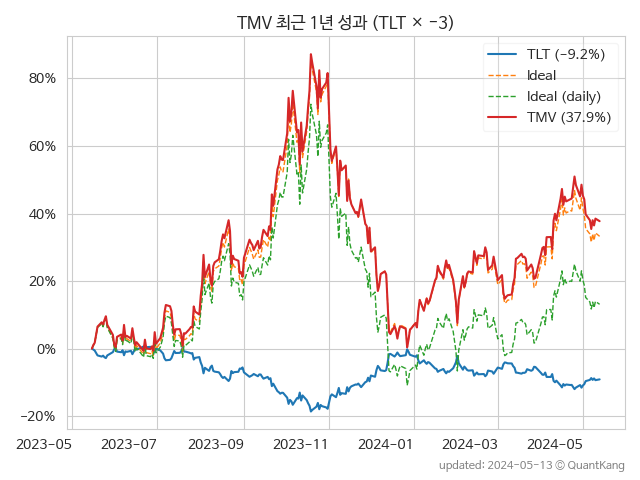 TMV 최근 1년 성과 (TLT × −3)
TLT (−9.2%)
Ideal
Ideal (daily)
TMV (37.9%)
80%
60%
40%
20%
0%
−20%
2023-05
2023-07
2023-09
2023-11
2024-01
2024-03
2024-05
updated: 2024-05-13 © QuantKang